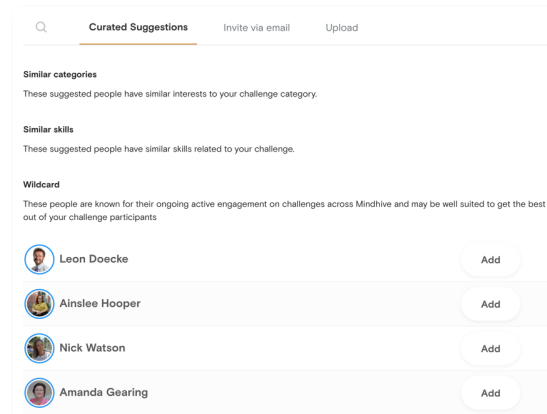 Curated Suggestions Invite via email Upload
Similar categories
These suggested people have similar interests to your challenge category.
Similar skills
These suggested people have similar skills related to your challenge.
Wildcard
These people are known for their ongoing active engagement on challenges across Mindhive and may be well suited to get the best
out of your challenge participants
Leon Doecke Add
Ainslee Hooper Add
Nick Watson Add
Amanda Gearing Add